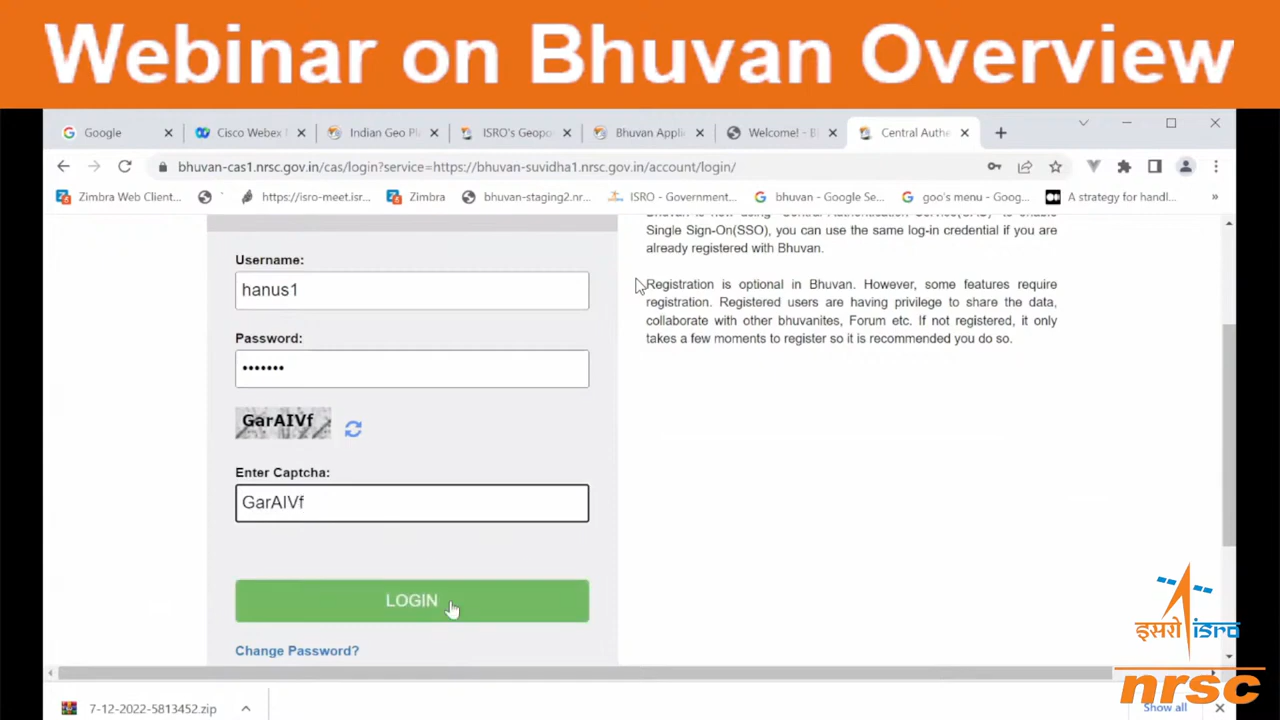 Webinar on Bhuvan Overview
Google
Cisco Webex
Indian Geo Pl
ISRO's Geopo
Bhuvan Appli
Welcome! - B
Central Authe
bhuvan-cas1.nrsc.gov.in/cas/login?service=https://bhuvan-suvidha1.nrsc.gov.in/account/login/
Zimbra Web Client...
https://isro-meet.isr...
Zimbra
bhuvan-staging2.nr...
ISRO - Government...
bhuvan - Google Se...
goo's menu - Goog...
A strategy for handl...
»
Single Sign-On(SSO), you can use the same log-in credential if you are
already registered with Bhuvan.
Registration is optional in Bhuvan. However, some features require
registration. Registered users are having privilege to share the data,
collaborate with other bhuvanites, Forum etc. If not registered, it only
takes a few moments to register so it is recommended you do so.
Username:
hanus1
Password:
•••••••
GarAIVf
Enter Captcha:
GarAIVf
LOGIN
Change Password?
इसरो isro
nrsc
7-12-2022-5813452.zip
Show all